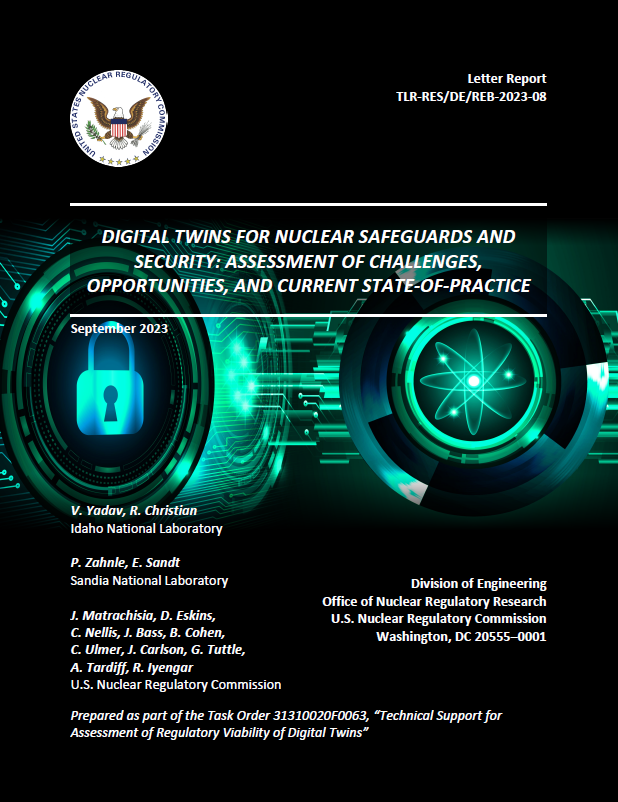 UNITED STATES NUCLEAR REGULATORY COMMISSION
Letter Report
TLR-RES/DE/REB-2023-08
DIGITAL TWINS FOR NUCLEAR SAFEGUARDS AND
SECURITY: ASSESSMENT OF CHALLENGES,
OPPORTUNITIES, AND CURRENT STATE-OF-PRACTICE
September 2023
V. Yadav, R. Christian
Idaho National Laboratory
P. Zahnle, E. Sandt
Sandia National Laboratory
J. Matrachisia, D. Eskins,
C. Nellis, J. Bass, B. Cohen,
C. Ulmer, J. Carlson, G. Tuttle,
A. Tardiff, R. Iyengar
U.S. Nuclear Regulatory Commission
Division of Engineering
Office of Nuclear Regulatory Research
U.S. Nuclear Regulatory Commission
Washington, DC 20555–0001
Prepared as part of the Task Order 31310020F0063, “Technical Support for
Assessment of Regulatory Viability of Digital Twins”